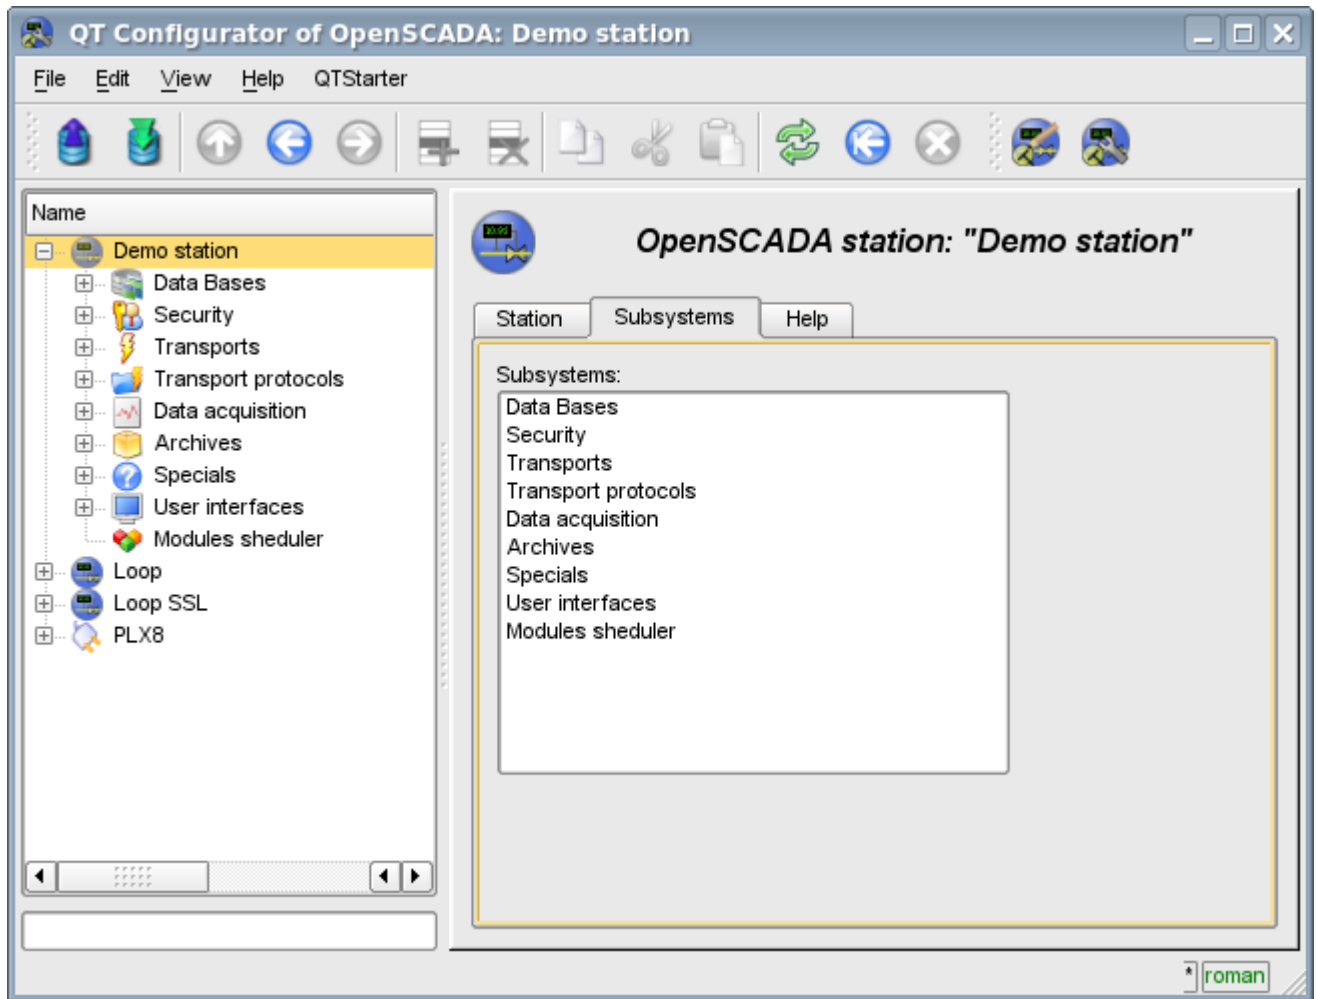 QT Configurator of OpenSCADA: Demo station
File Edit View Help QTStarter
Name
Demo station
Data Bases
Security
Transports
Transport protocols
Data acquisition
Archives
Specials
User interfaces
Modules sheduler
Loop
Loop SSL
PLX8
OpenSCADA station: "Demo station"
Station Subsystems Help
Subsystems:
Data Bases
Security
Transports
Transport protocols
Data acquisition
Archives
Specials
User interfaces
Modules sheduler
* roman